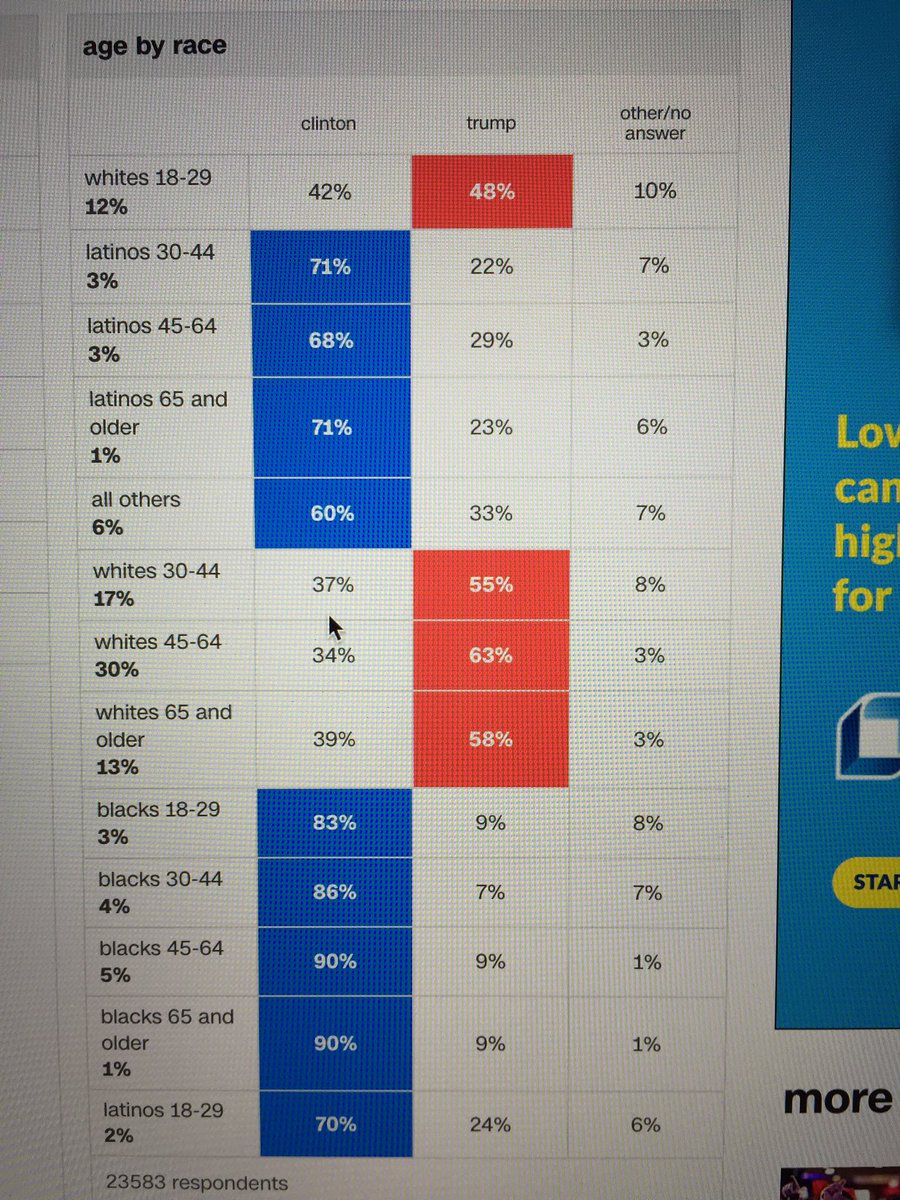 age by race
clinton trump other/no
answer
whites 18-29
12% 42% 48% 10%
latinos 30-44
3% 71% 22% 7%
latinos 45-64
3% 68% 29% 3%
latinos 65 and
older
1% 71% 23% 6%
all others
6% 60% 33% 7%
whites 30-44
17% 37% 55% 8%
whites 45-64
30% 34% 63% 3%
whites 65 and
older
13% 39% 58% 3%
blacks 18-29
3% 83% 9% 8%
blacks 30-44
4% 86% 7% 7%
blacks 45-64
5% 90% 9% 1%
blacks 65 and
older
1% 90% 9% 1%
latinos 18-29
2% 70% 24% 6%
23583 respondents
for
more